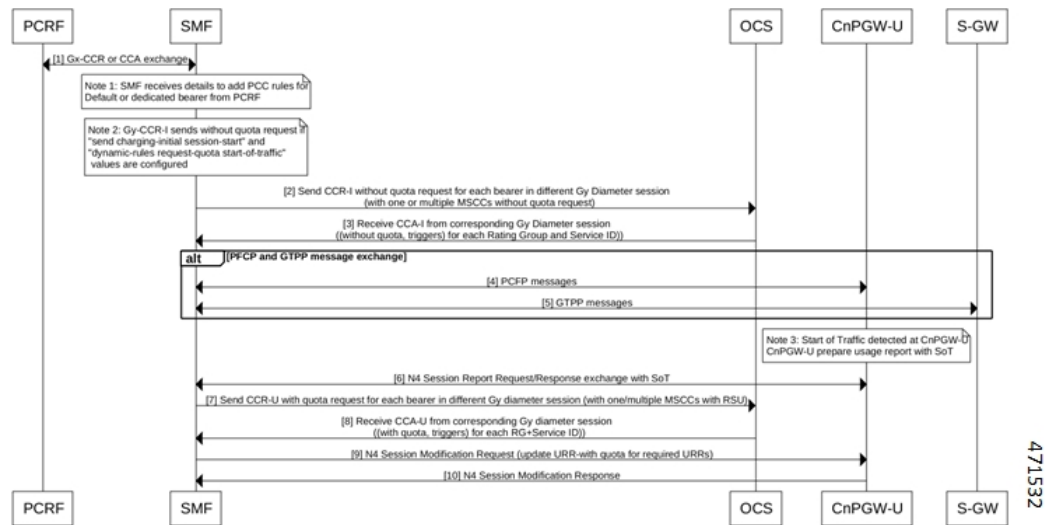 PCRF
SMF
OCS
CnPGW-U
S-GW
[1] Gx-CCR or CCA exchange
Note 1: SMF receives details to add PCC rules for
Default or dedicated bearer from PCRF
Note 2: Gy-CCR-I sends without quota request if
"send charging-initial session-start" and
"dynamic-rules request-quota start-of-traffic"
values are configured
[2] Send CCR-I without quota request for each bearer in different Gy Diameter session
(with one or multiple MSCCs without quota request)
[3] Receive CCA-I from corresponding Gy Diameter session
((without quota, triggers) for each Rating Group and Service ID))
alt
[PFCP and GTPP message exchange]
[4] PCFP messages
[5] GTPP messages
Note 3: Start of Traffic detected at CnPGW-U
CnPGW-U prepare usage report with SoT
[6] N4 Session Report Request/Response exchange with SoT
[7] Send CCR-U with quota request for each bearer in different Gy diameter session (with one/multiple MSCCs with RSU)
[8] Receive CCA-U from corresponding Gy diameter session
((with quota, triggers) for each RG+Service ID))
[9] N4 Session Modification Request (update URR-with quota for required URRs)
[10] N4 Session Modification Response
PCRF
SMF
OCS
CnPGW-U
S-GW
471532